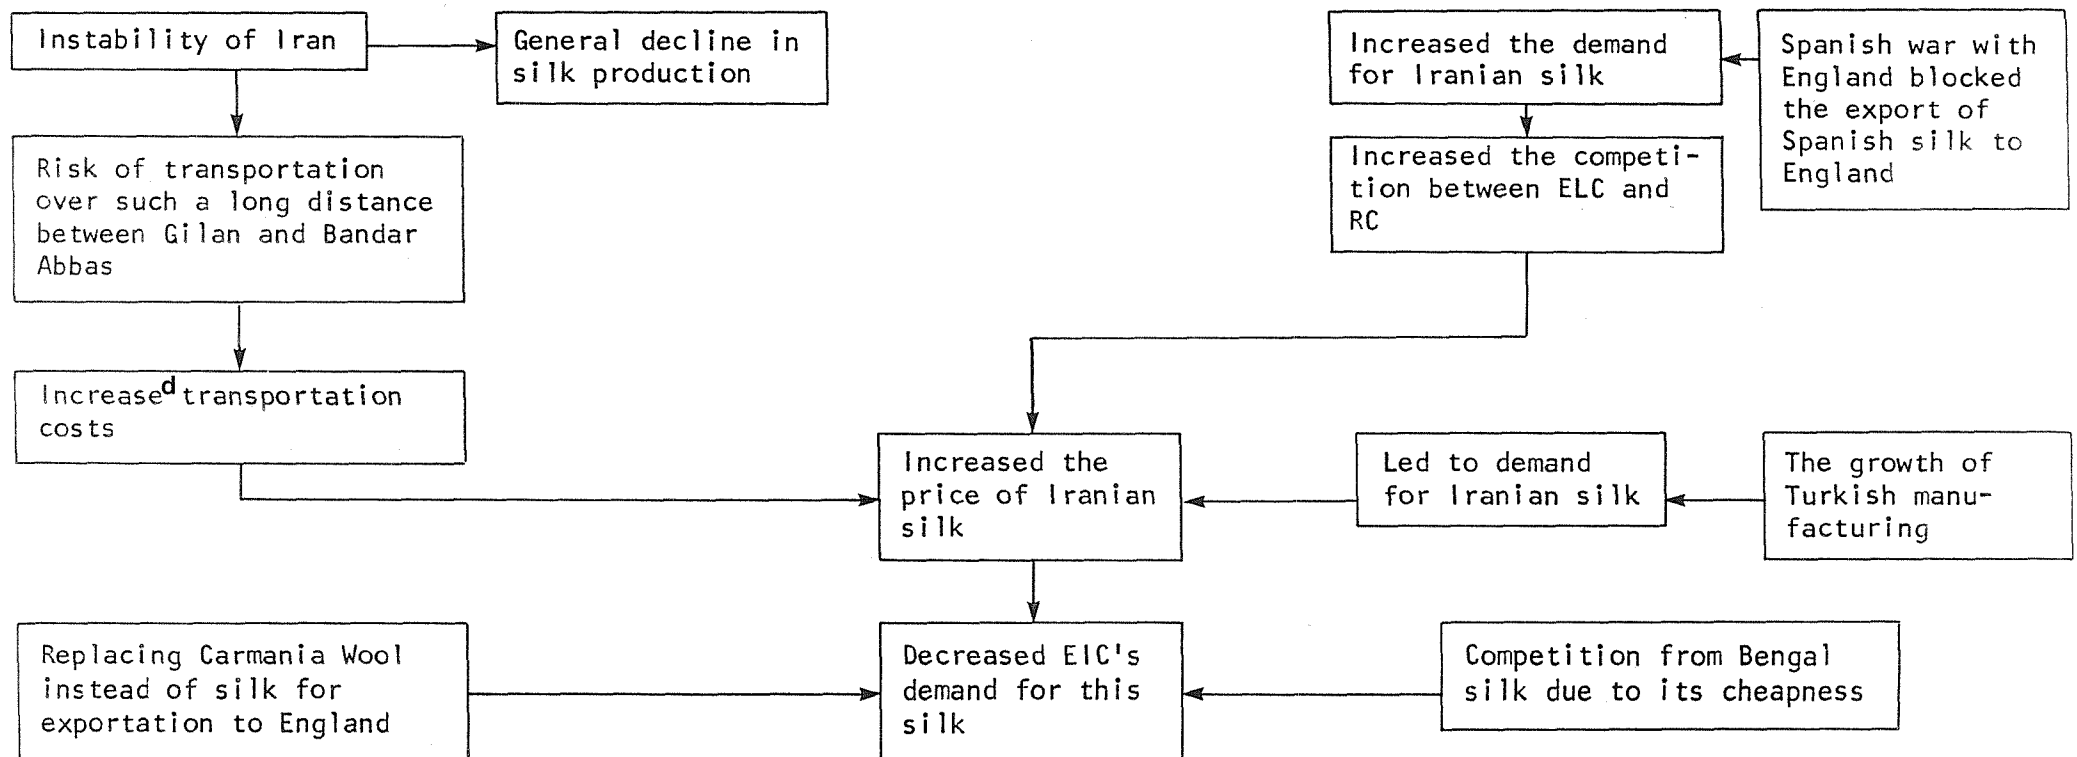 Instability of Iran
General decline in
silk production
Increased the demand
for Iranian silk
Spanish war with
England blocked
the export of
Spanish silk to
England
Risk of transportation
over such a long distance
between Gilan and Bandar
Abbas
Increased the competi-
tion between ELC and
RC
Increased transportation
costs
Increased the
price of Iranian
silk
Led to demand
for Iranian silk
The growth of
Turkish manu-
facturing
Replacing Carmania Wool
instead of silk for
exportation to England
Decreased EIC's
demand for this
silk
Competition from Bengal
silk due to its cheapness